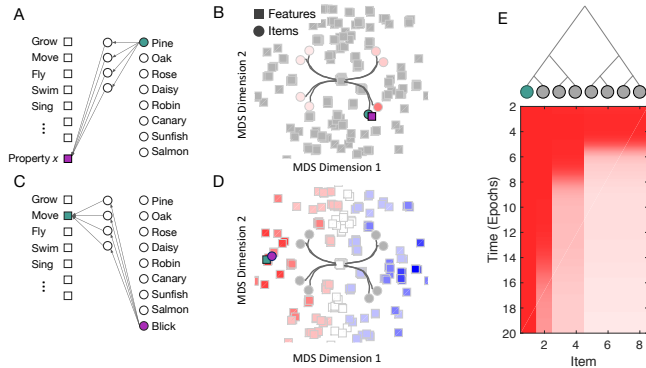 A
Grow
Move
Fly
Swim
Sing
⋮
Property x
Pine
Oak
Rose
Daisy
Robin
Canary
Sunfish
Salmon
B
Features
Items
MDS Dimension 2
MDS Dimension 1
C
Grow
Move
Fly
Swim
Sing
⋮
Pine
Oak
Rose
Daisy
Robin
Canary
Sunfish
Salmon
Blick
D
MDS Dimension 2
MDS Dimension 1
E
Time (Epochs)
2
4
6
8
10
12
14
16
18
20
2 4 6 8
Item